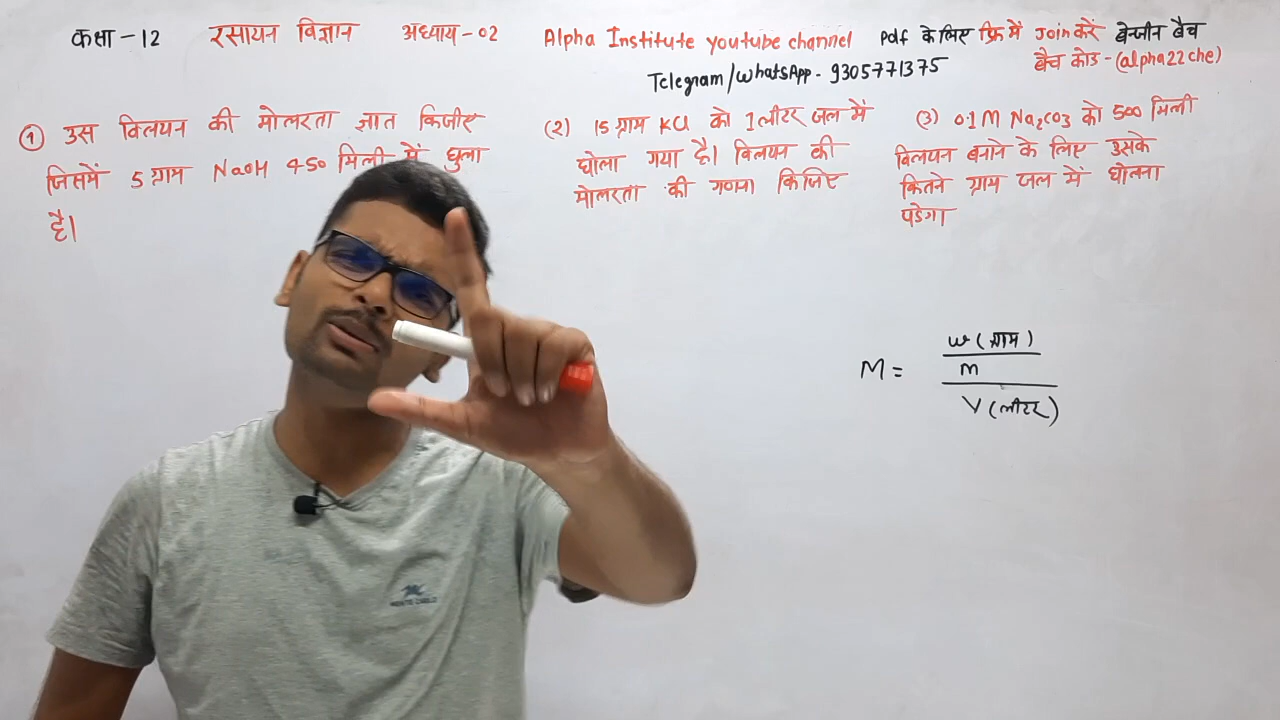 कक्षा - 12 रसायन विज्ञान अध्याय - 02 Alpha Institute youtube channel Pdf के लिए फ्रि में Join करें बेन्जीन बैच
Telegram/WhatsApp - 9305771375 बैच कोड - (alpha22che)
① उस विलयन की मोलरता ज्ञात किजीए
जिसमें 5 ग्राम NaOH 450 मिली में घुला
है।
(2) 15 ग्राम KCl को 1 लीटर जल में
घोला गया है। विलयन की
मोलरता की गणना किजिए
(3) 0.1 M Na₂CO₃ को 500 मिली
विलयन बनाने के लिए उसके
कितने ग्राम जल में घोलना
पडेगा
M = w (ग्राम)
m
V (लीटर)
MONTE CARLO